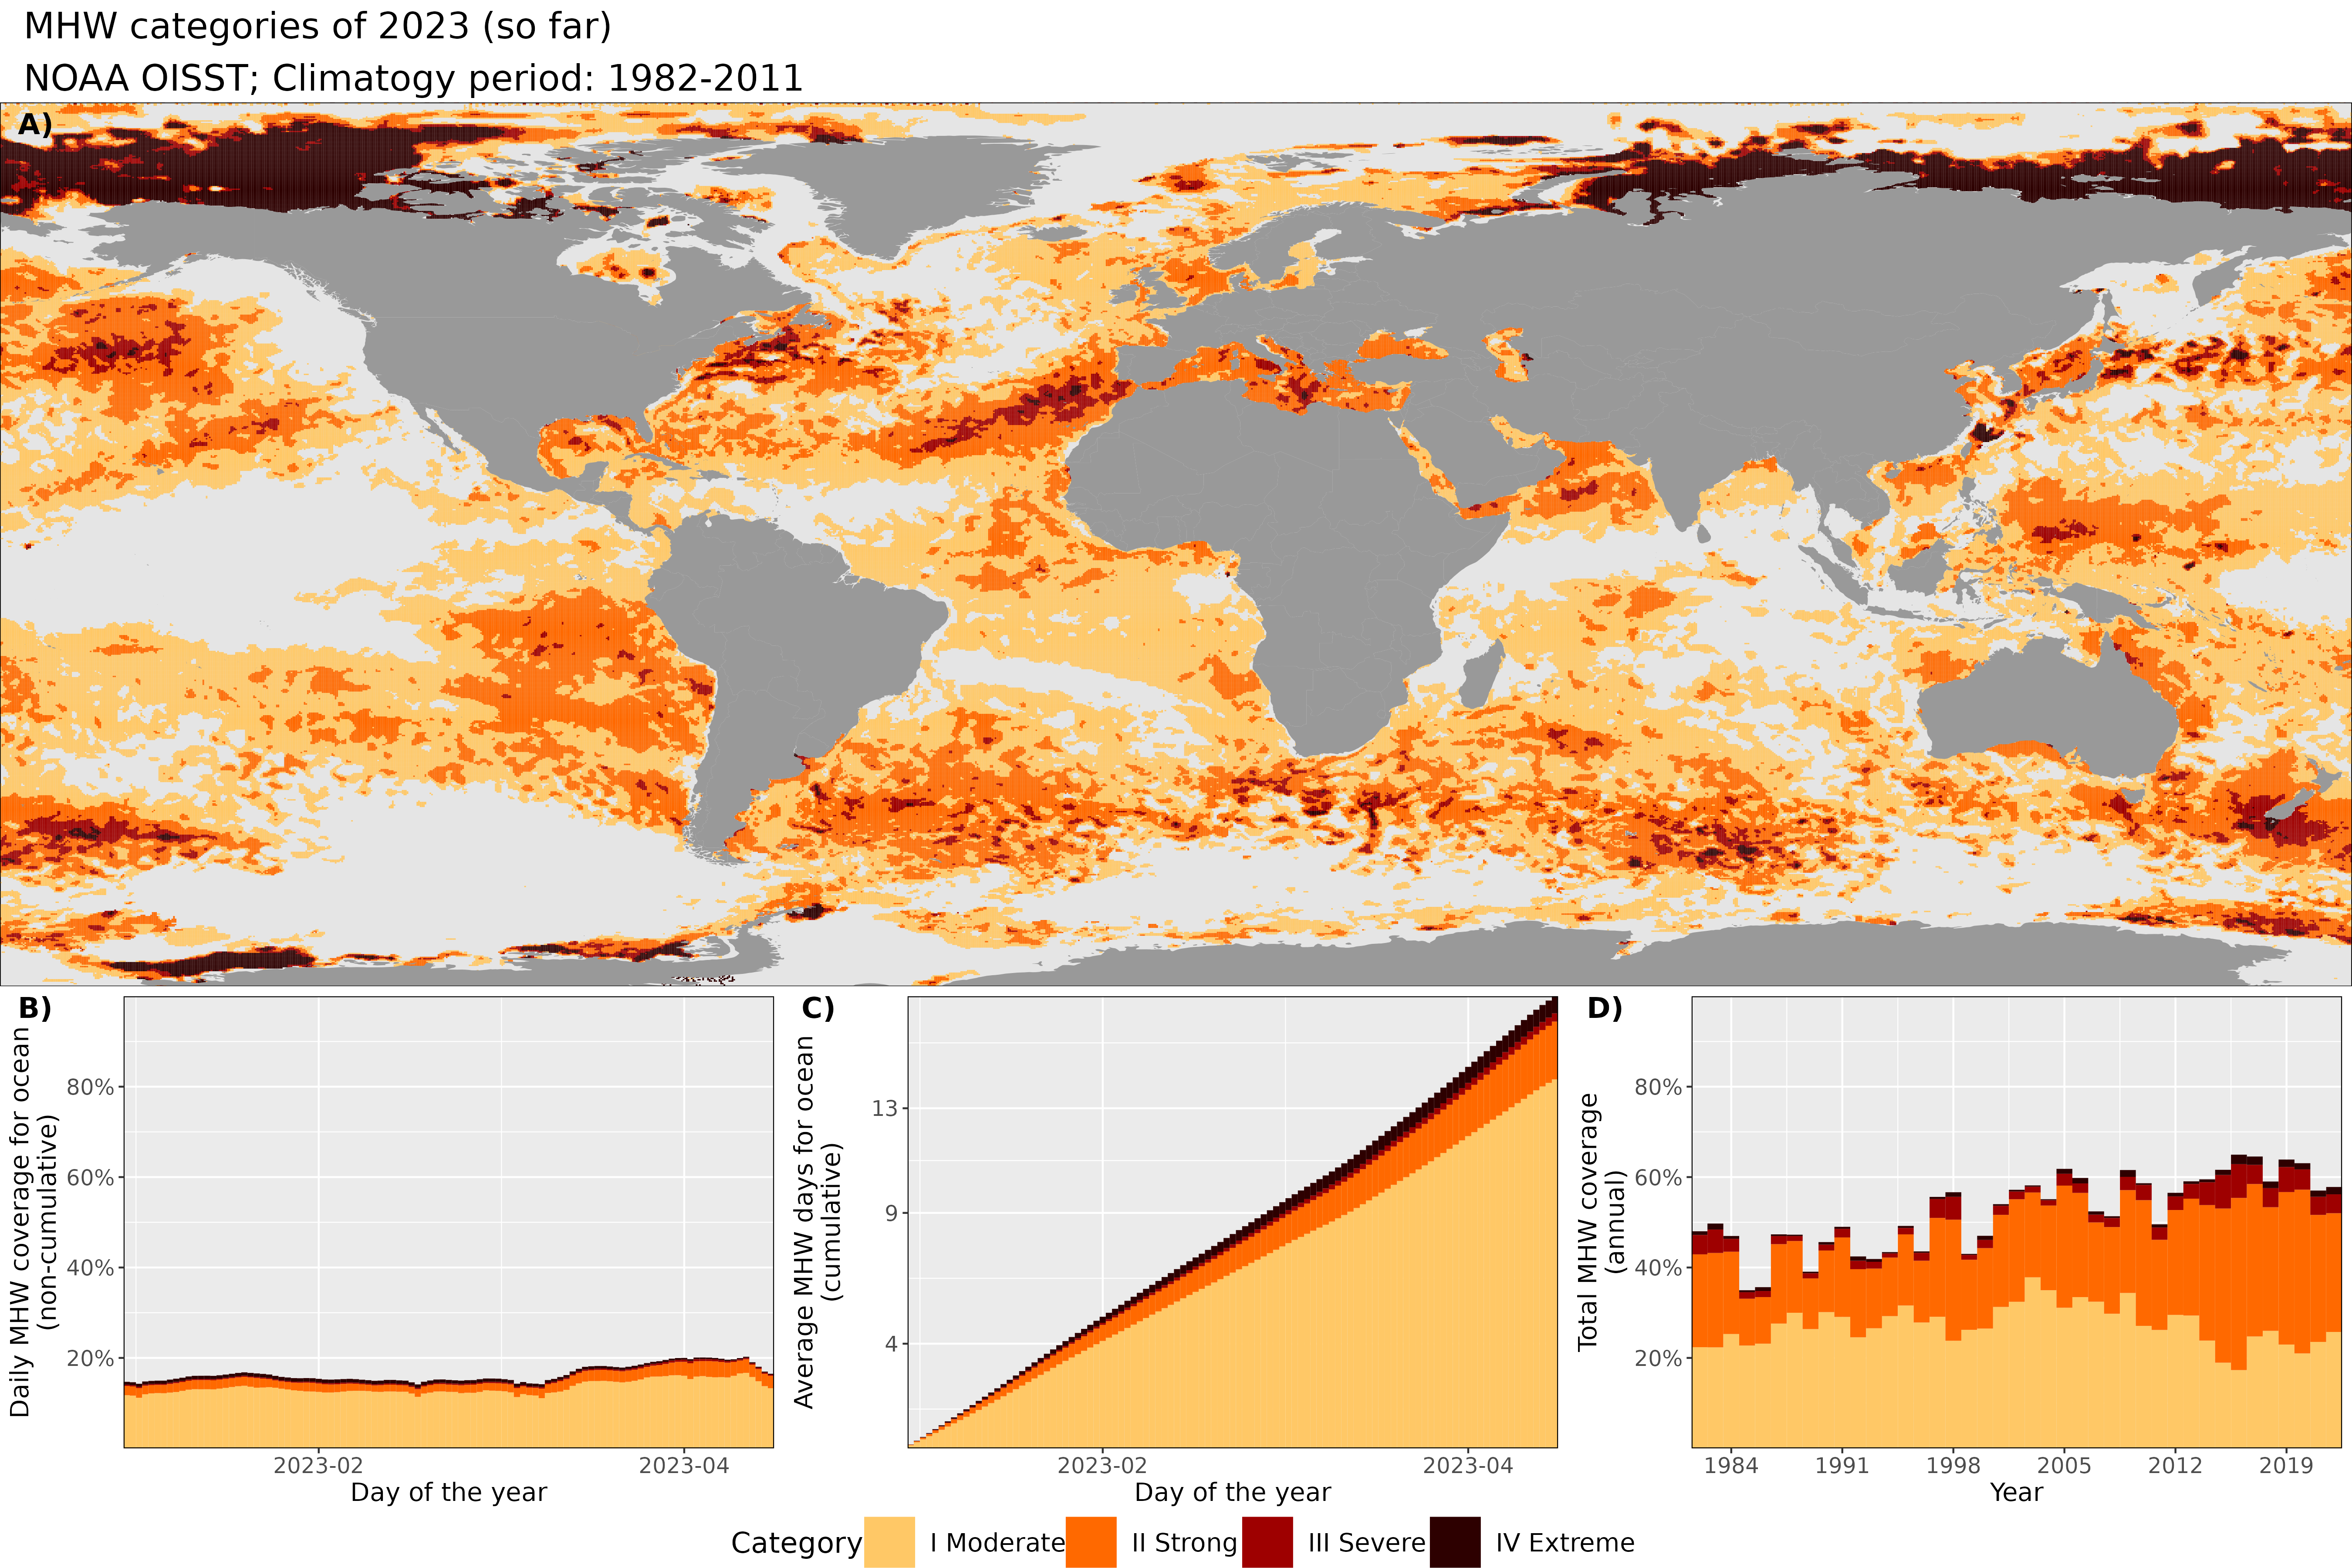 MHW categories of 2023 (so far)
NOAA OISST; Climatogy period: 1982-2011
A)
B)
Daily MHW coverage for ocean
(non-cumulative)
80%
60%
40%
20%
2023-02
2023-04
Day of the year
C)
Average MHW days for ocean
(cumulative)
13
9
4
2023-02
2023-04
Day of the year
D)
Total MHW coverage
(annual)
80%
60%
40%
20%
1984
1991
1998
2005
2012
2019
Year
Category
I Moderate
II Strong
III Severe
IV Extreme